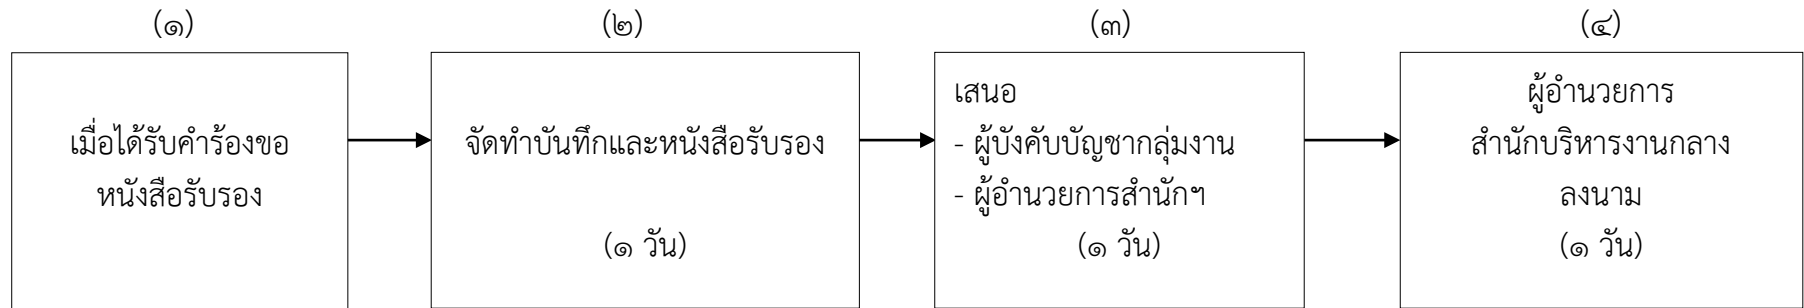 (๑)
เมื่อได้รับคำร้องขอ
หนังสือรับรอง
(๒)
จัดทำบันทึกและหนังสือรับรอง
(๑ วัน)
(๓)
เสนอ
- ผู้บังคับบัญชากลุ่มงาน
- ผู้อำนวยการสำนักฯ
(๑ วัน)
(๔)
ผู้อำนวยการ
สำนักบริหารงานกลาง
ลงนาม
(๑ วัน)